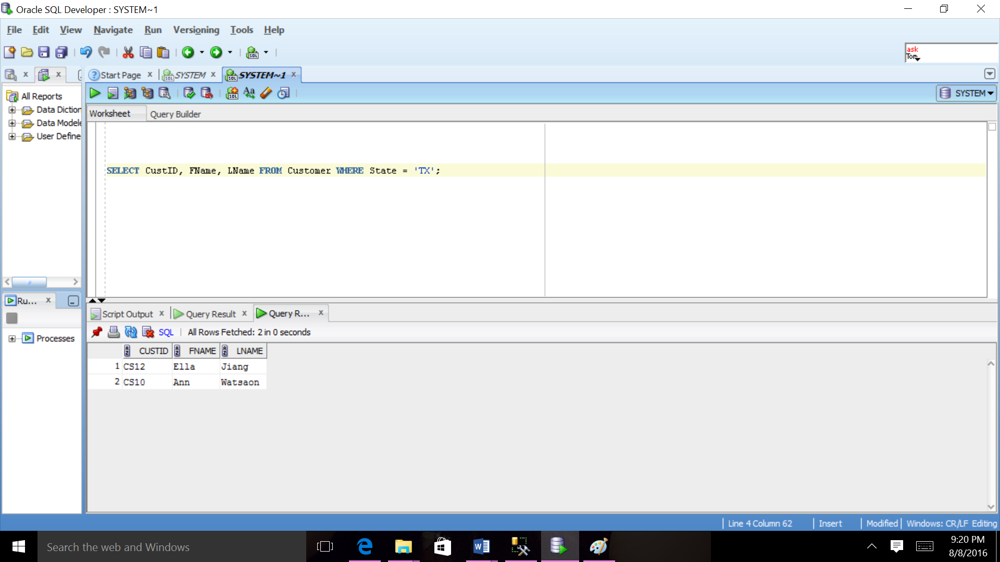 Oracle SQL Developer : SYSTEM~1
File Edit View Navigate Run Versioning Tools Help
ask
Tom
Start Page SYSTEM SYSTEM~1
All Reports
Data Diction
Data Modele
User Define
SYSTEM
Worksheet Query Builder
SELECT CustID, FName, LName FROM Customer WHERE State = 'TX';
Ru...
Processes
Script Output Query Result Query R...
SQL All Rows Fetched: 2 in 0 seconds
CUSTID FNAME LNAME
1 CS12 Ella Jiang
2 CS10 Ann Watsaon
Line 4 Column 62 Insert Modified Windows: CR/LF Editing
Search the web and Windows
9:20 PM
8/8/2016